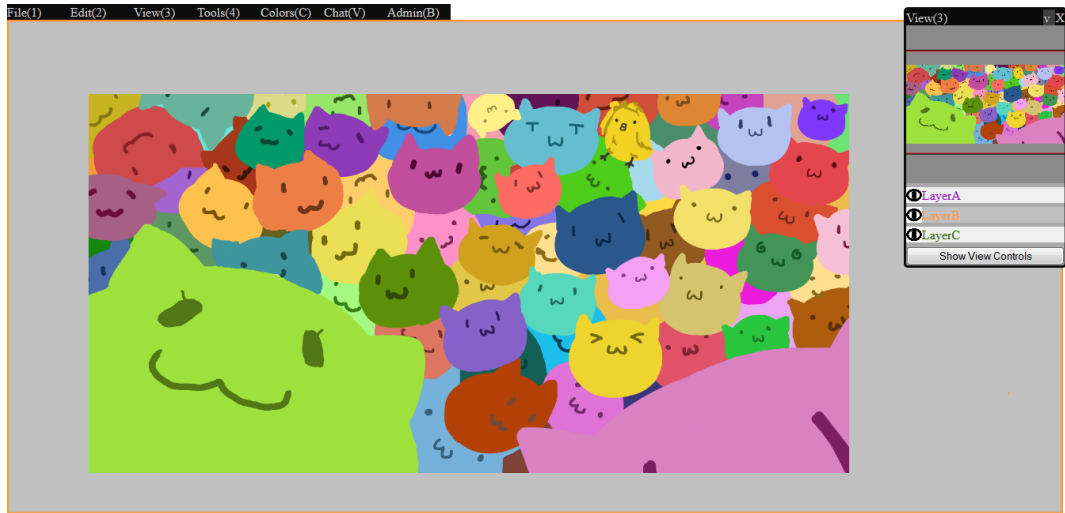 File(1) Edit(2) View(3) Tools(4) Colors(C) Chat(V) Admin(B)
View(3) v X
LayerA
LayerB
LayerC
Show View Controls